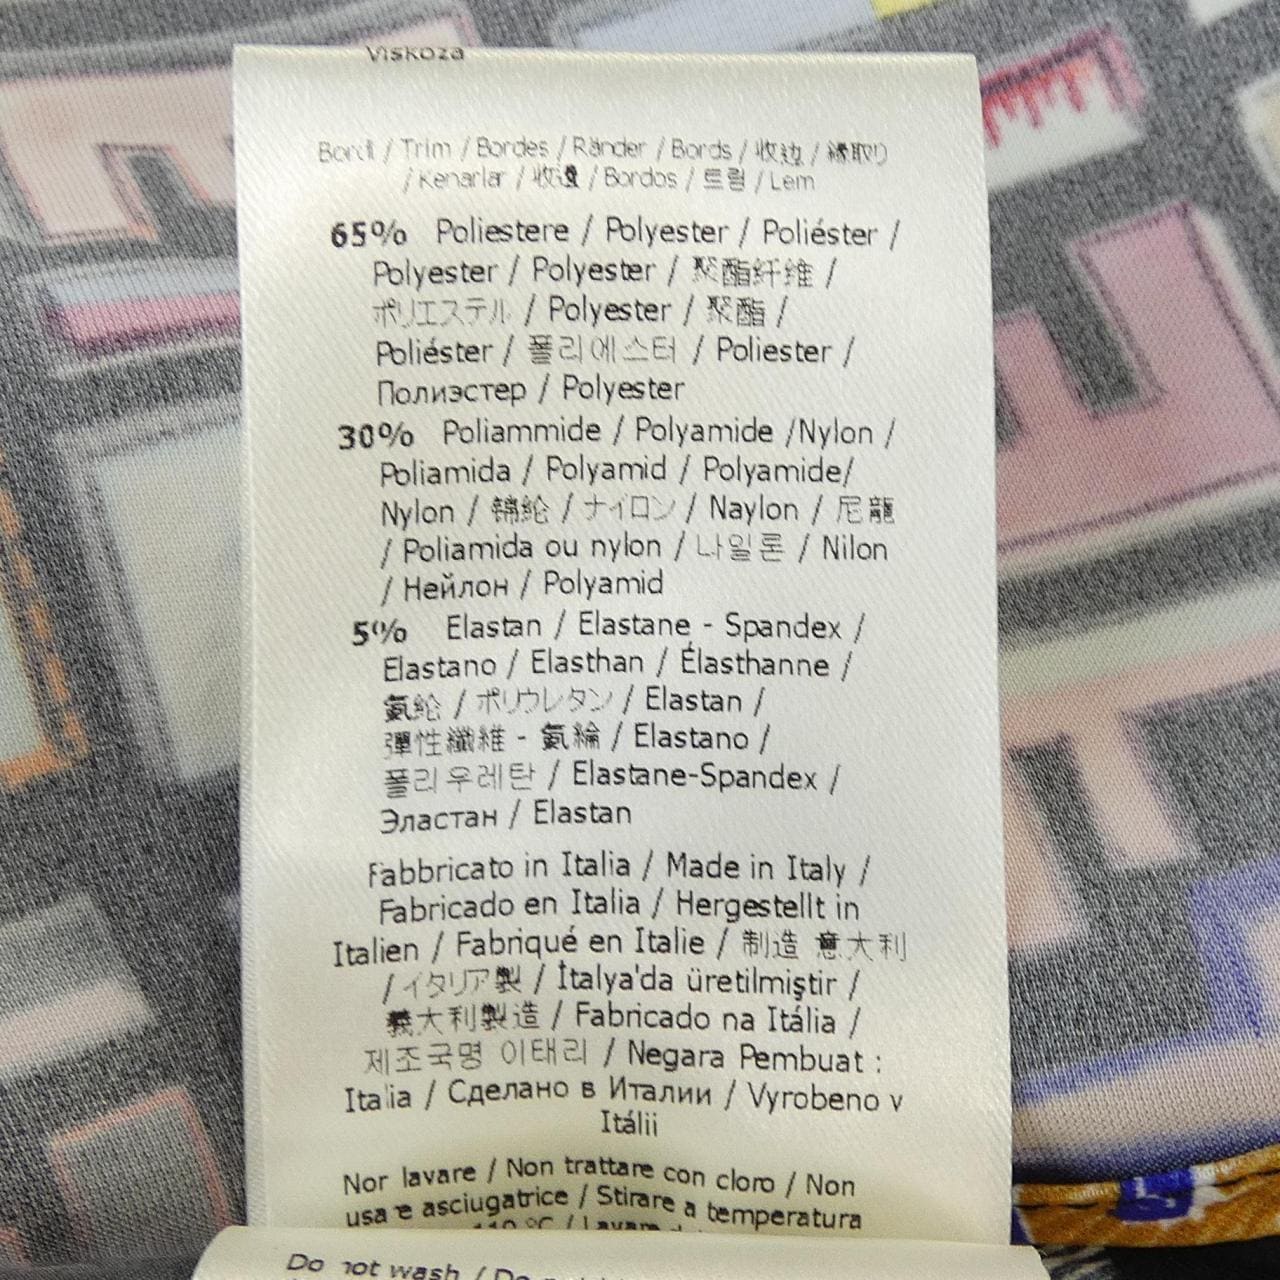 Viskoza
Bordi / Trim / Bordes / Ränder / Bords / 收边 / 縁取り
/ Kenarlar / 收邊 / Bordos / 트림 / Lem
65% Poliestere / Polyester / Poliéster /
Polyester / Polyester / 聚酯纤维 /
ポリエステル / Polyester / 聚酯 /
Poliéster / 폴리에스터 / Poliester /
Полиэстер / Polyester
30% Poliammide / Polyamide /Nylon /
Poliamida / Polyamid / Polyamide/
Nylon / 锦纶 / ナイロン / Naylon / 尼龍
/ Poliamida ou nylon / 나일론 / Nilon
/ Нейлон / Polyamid
5% Elastan / Elastane - Spandex /
Elastano / Elasthan / Élasthanne /
氨纶 / ポリウレタン / Elastan /
彈性纖維 - 氨綸 / Elastano /
폴리우레탄 / Elastane-Spandex /
Эластан / Elastan
Fabbricato in Italia / Made in Italy /
Fabricado en Italia / Hergestellt in
Italien / Fabriqué en Italie / 制造 意大利
/ イタリア製 / İtalya'da üretilmiştir /
義大利製造 / Fabricado na Itália /
제조국명 이태리 / Negara Pembuat :
Italia / Сделано в Италии / Vyrobeno v
Itálii
Non lavare / Non trattare con cloro / Non
usare asciugatrice / Stirare a temperatura
110 °C / Lavare
Do not wash / Do